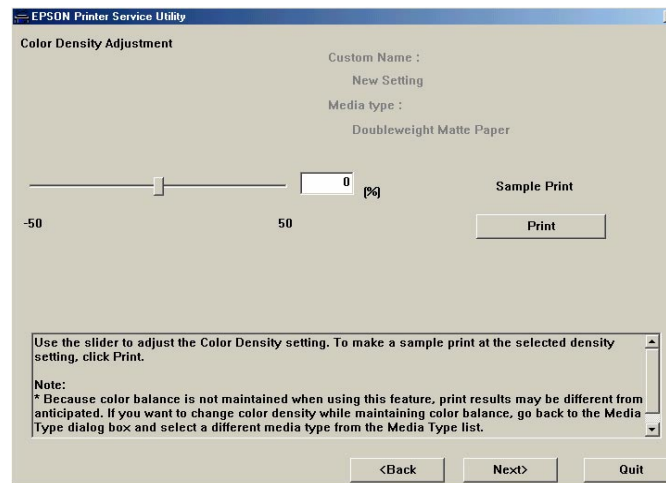 EPSON Printer Service Utility
Color Density Adjustment
Custom Name :
New Setting
Media type :
Doubleweight Matte Paper
0
(%)
Sample Print
-50
50
Print
Use the slider to adjust the Color Density setting. To make a sample print at the selected density
setting, click Print.
Note:
* Because color balance is not maintained when using this feature, print results may be different from
anticipated. If you want to change color density while maintaining color balance, go back to the Media
Type dialog box and select a different media type from the Media Type list.
<Back
Next>
Quit